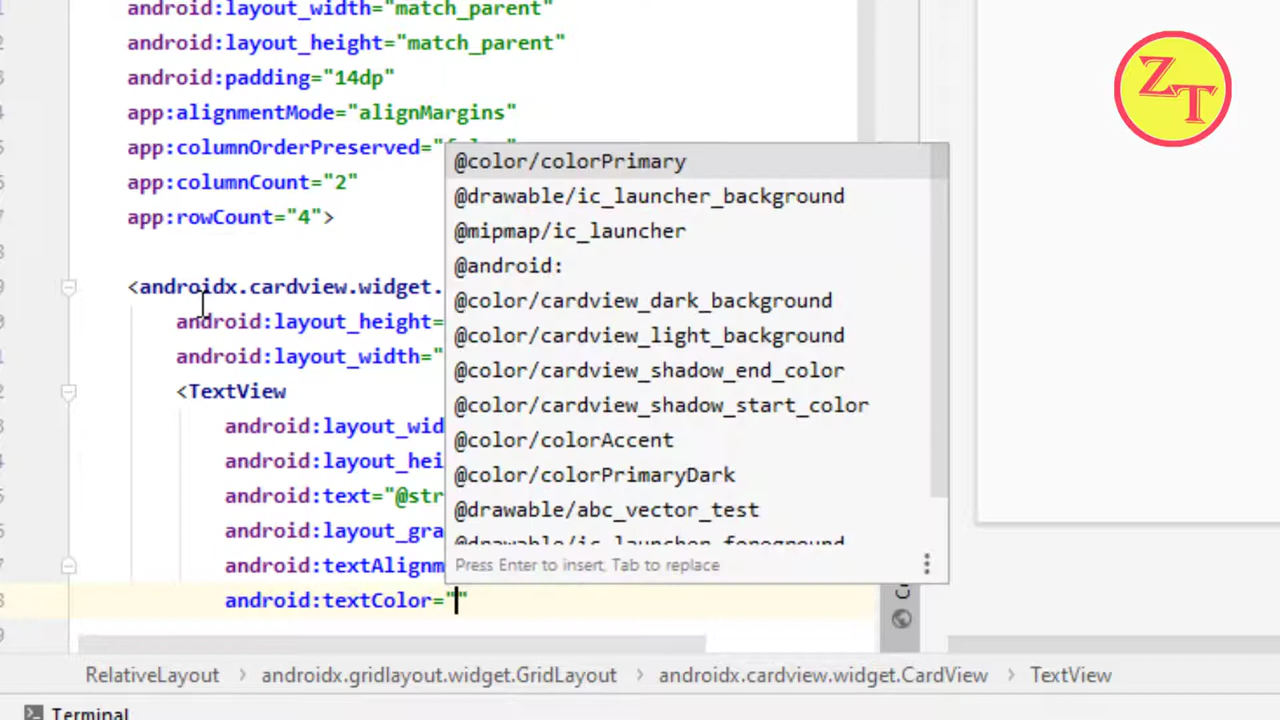 android:layout_width="match_parent"
android:layout_height="match_parent"
android:padding="14dp"
app:alignmentMode="alignMargins"
app:columnOrderPreserved="
app:columnCount="2"
app:rowCount="4">
<androidx.cardview.widget.
android:layout_height=
android:layout_width="
<TextView
android:layout_wid
android:layout_hei
android:text="@str
android:layout_gra
android:textAlignm
android:textColor=""
@color/colorPrimary
@drawable/ic_launcher_background
@mipmap/ic_launcher
@android:
@color/cardview_dark_background
@color/cardview_light_background
@color/cardview_shadow_end_color
@color/cardview_shadow_start_color
@color/colorAccent
@color/colorPrimaryDark
@drawable/abc_vector_test
@drawable/ic_launcher_foreground
Press Enter to insert, Tab to replace
RelativeLayout > androidx.gridlayout.widget.GridLayout > androidx.cardview.widget.CardView > TextView
Terminal
ZT